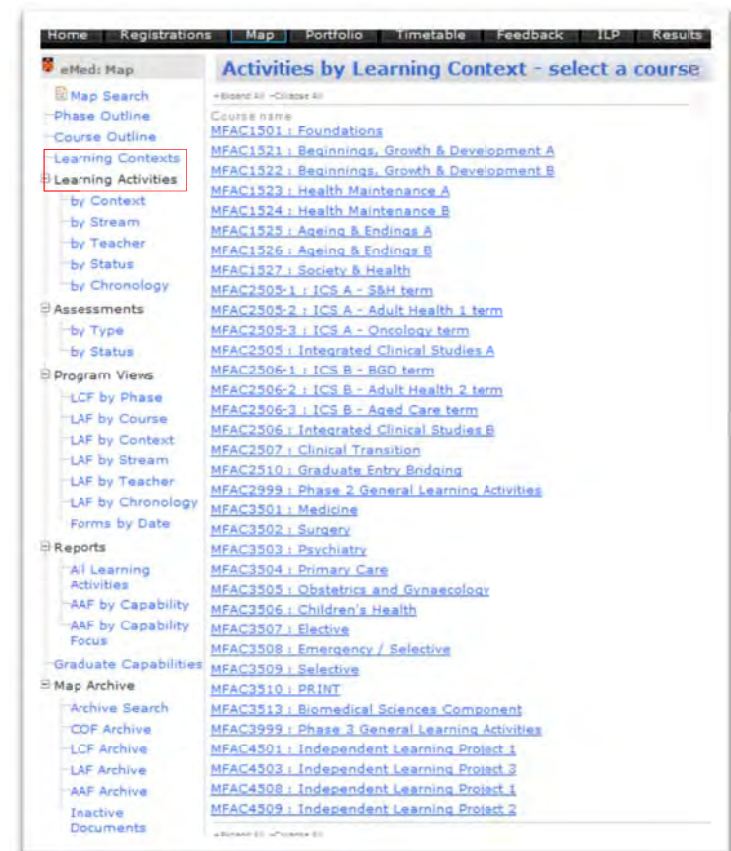 Home Registrations Map Portfolio Timetable Feedback ILP Results
eMed: Map
Map Search
Phase Outline
Course Outline
Learning Contexts
Learning Activities
by Context
by Stream
by Teacher
by Status
by Chronology
Assessments
by Type
by Status
Program Views
LCF by Phase
LAF by Course
LAF by Context
LAF by Stream
LAF by Teacher
LAF by Chronology
Forms by Date
Reports
All Learning
Activities
AAF by Capability
AAF by Capability
Focus
Graduate Capabilities
Map Archive
Archive Search
COF Archive
LCF Archive
LAF Archive
AAF Archive
Inactive
Documents
Activities by Learning Context - select a course
+Expand All -Collapse All
Course name
MFAC1501 : Foundations
MFAC1521 : Beginnings, Growth & Development A
MFAC1522 : Beginnings, Growth & Development B
MFAC1523 : Health Maintenance A
MFAC1524 : Health Maintenance B
MFAC1525 : Ageing & Endings A
MFAC1526 : Ageing & Endings B
MFAC1527 : Society & Health
MFAC2505-1 : ICS A - S&H term
MFAC2505-2 : ICS A - Adult Health 1 term
MFAC2505-3 : ICS A - Oncology term
MFAC2505 : Integrated Clinical Studies A
MFAC2506-1 : ICS B - BGD term
MFAC2506-2 : ICS B - Adult Health 2 term
MFAC2506-3 : ICS B - Aged Care term
MFAC2506 : Integrated Clinical Studies B
MFAC2507 : Clinical Transition
MFAC2510 : Graduate Entry Bridging
MFAC2999 : Phase 2 General Learning Activities
MFAC3501 : Medicine
MFAC3502 : Surgery
MFAC3503 : Psychiatry
MFAC3504 : Primary Care
MFAC3505 : Obstetrics and Gynaecology
MFAC3506 : Children's Health
MFAC3507 : Elective
MFAC3508 : Emergency / Selective
MFAC3509 : Selective
MFAC3510 : PRINT
MFAC3513 : Biomedical Sciences Component
MFAC3999 : Phase 3 General Learning Activities
MFAC4501 : Independent Learning Project 1
MFAC4503 : Independent Learning Project 3
MFAC4508 : Independent Learning Project 1
MFAC4509 : Independent Learning Project 2
+Expand All -Collapse All